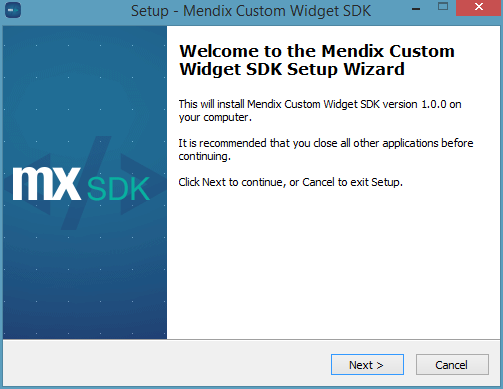 Setup - Mendix Custom Widget SDK
Welcome to the Mendix Custom
Widget SDK Setup Wizard
This will install Mendix Custom Widget SDK version 1.0.0 on
your computer.
It is recommended that you close all other applications before
continuing.
Click Next to continue, or Cancel to exit Setup.
mx SDK
Next >
Cancel